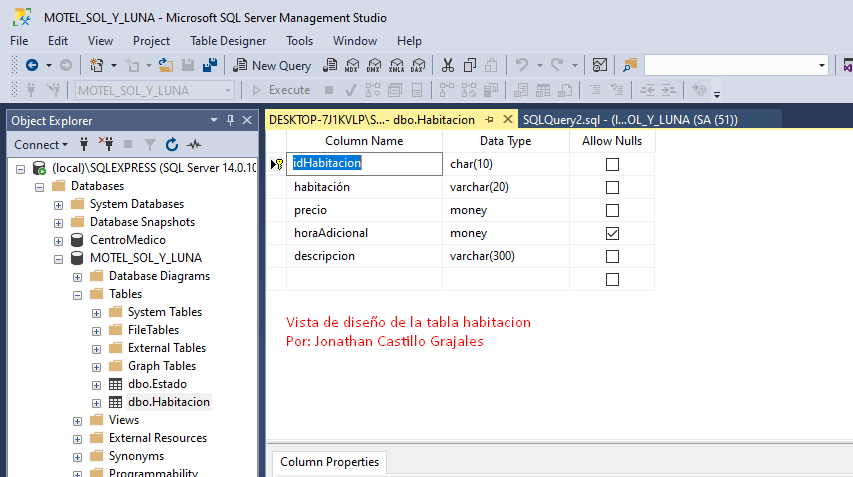 MOTEL_SOL_Y_LUNA - Microsoft SQL Server Management Studio
File Edit View Project Table Designer Tools Window Help
New Query MDX DMX XMLA DAX
MOTEL_SOL_Y_LUNA Execute
Object Explorer
Connect
(local)\SQLEXPRESS (SQL Server 14.0.10
Databases
System Databases
Database Snapshots
CentroMedico
MOTEL_SOL_Y_LUNA
Database Diagrams
Tables
System Tables
FileTables
External Tables
Graph Tables
dbo.Estado
dbo.Habitacion
Views
External Resources
Synonyms
Programmability
DESKTOP-7J1KVLP\S...- dbo.Habitacion
SQLQuery2.sql - (l...OL_Y_LUNA (SA (51))
Column Name Data Type Allow Nulls
idHabitacion char(10)
habitación varchar(20)
precio money
horaAdicional money
descripcion varchar(300)
Vista de diseño de la tabla habitacion
Por: Jonathan Castillo Grajales
Column Properties